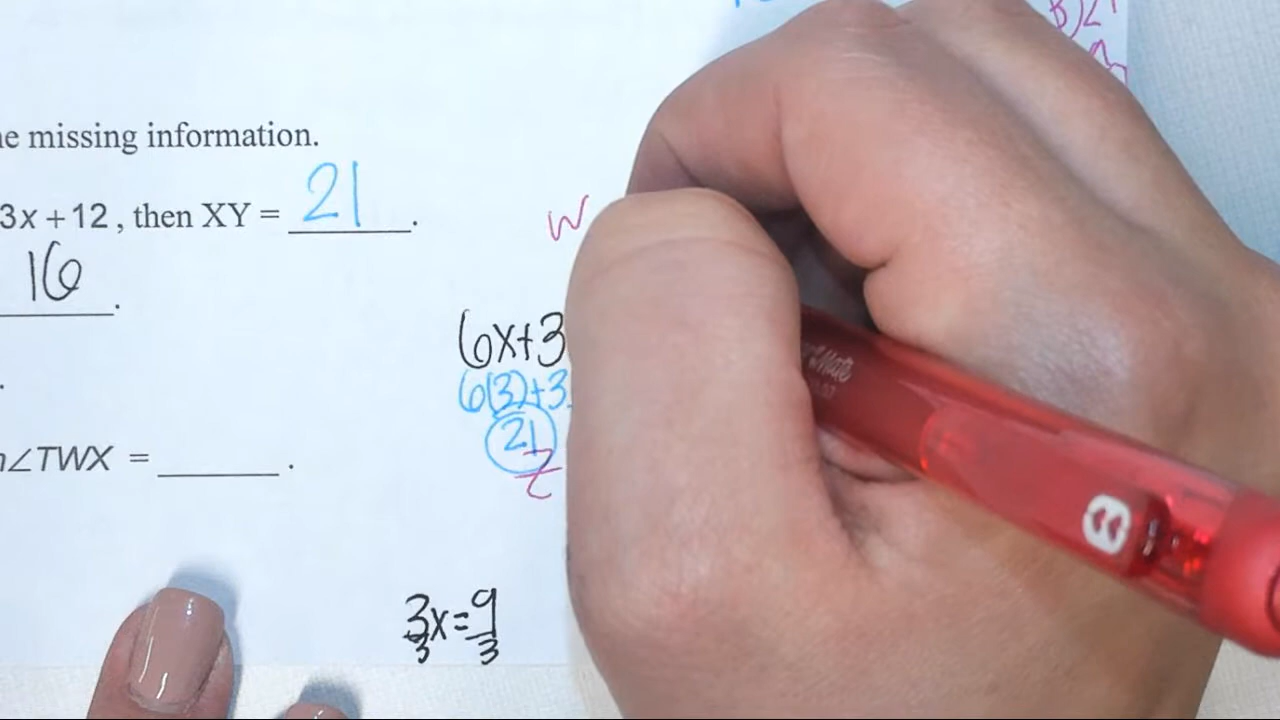 e missing information.
3x + 12, then XY = 21.
W
16.
6x+3
6(3)+3
21
Z
.
∠TWX = ______.
3x=9
3 3